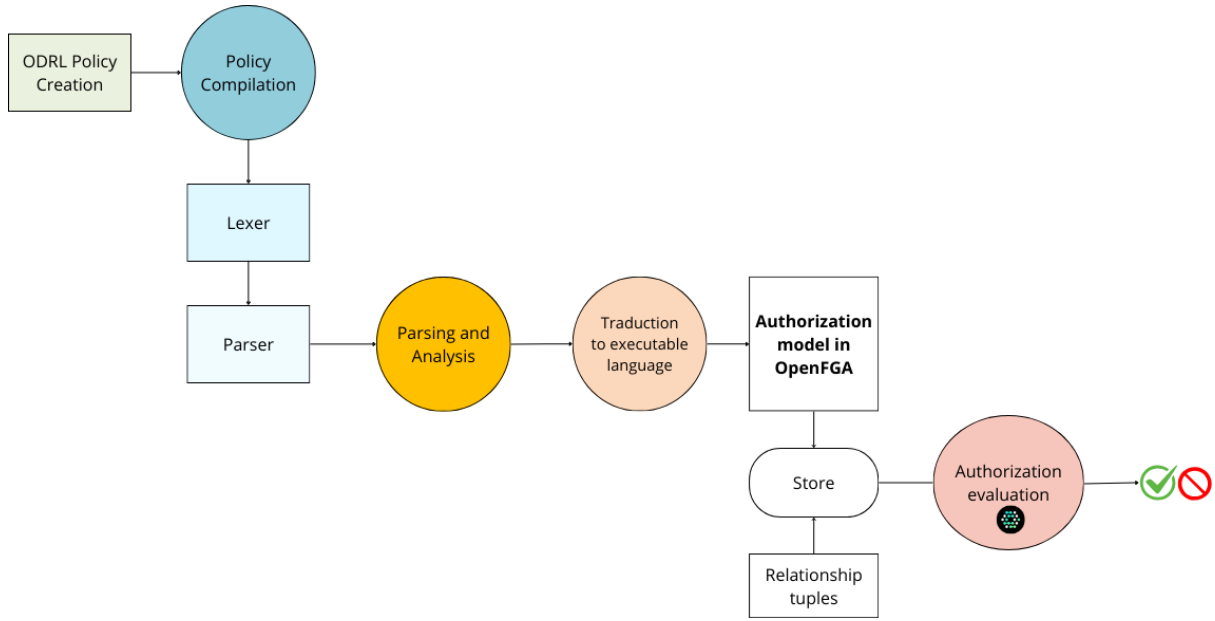 ODRL Policy
Creation
Policy
Compilation
Lexer
Parser
Parsing and
Analysis
Traduction
to executable
language
Authorization
model in
OpenFGA
Store
Authorization
evaluation
Relationship
tuples